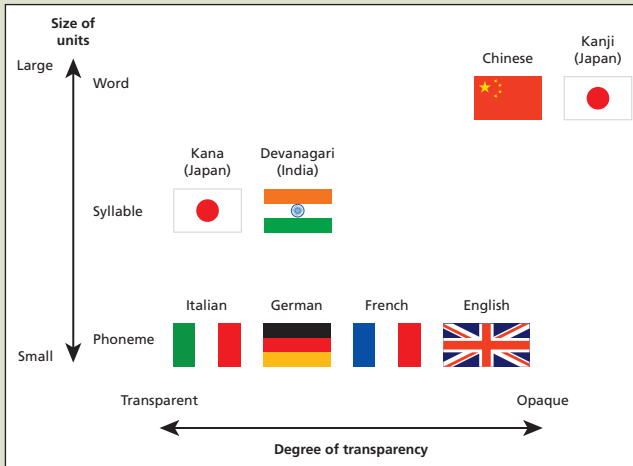 Size of
units
Large
Word
Chinese
Kanji
(Japan)
Kana
(Japan)
Devanagari
(India)
Syllable
Italian
German
French
English
Phoneme
Small
Transparent
Opaque
Degree of transparency